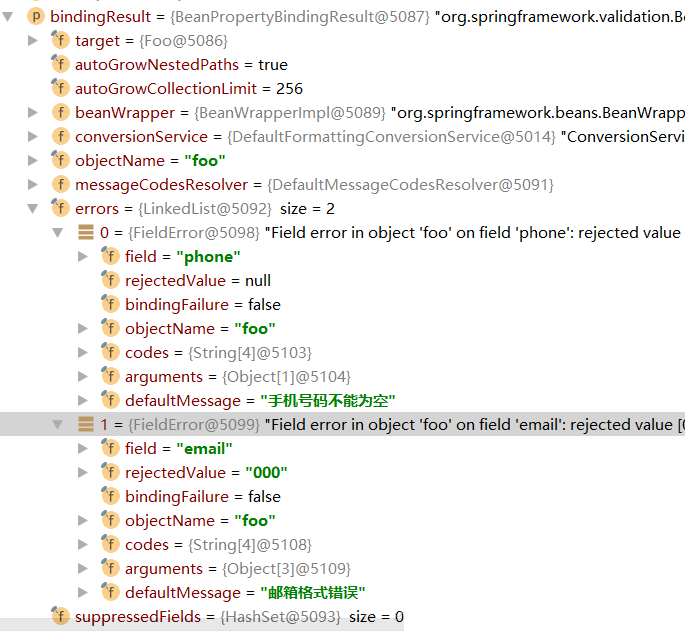 bindingResult = {BeanPropertyBindingResult@5087} "org.springframework.validation.Be
target = {Foo@5086}
autoGrowNestedPaths = true
autoGrowCollectionLimit = 256
beanWrapper = {BeanWrapperImpl@5089} "org.springframework.beans.BeanWrapp
conversionService = {DefaultFormattingConversionService@5014} "ConversionServi
objectName = "foo"
messageCodesResolver = {DefaultMessageCodesResolver@5091}
errors = {LinkedList@5092} size = 2
0 = {FieldError@5098} "Field error in object 'foo' on field 'phone': rejected value
field = "phone"
rejectedValue = null
bindingFailure = false
objectName = "foo"
codes = {String[4]@5103}
arguments = {Object[1]@5104}
defaultMessage = "手机号码不能为空"
1 = {FieldError@5099} "Field error in object 'foo' on field 'email': rejected value [0
field = "email"
rejectedValue = "000"
bindingFailure = false
objectName = "foo"
codes = {String[4]@5108}
arguments = {Object[3]@5109}
defaultMessage = "邮箱格式错误"
suppressedFields = {HashSet@5093} size = 0